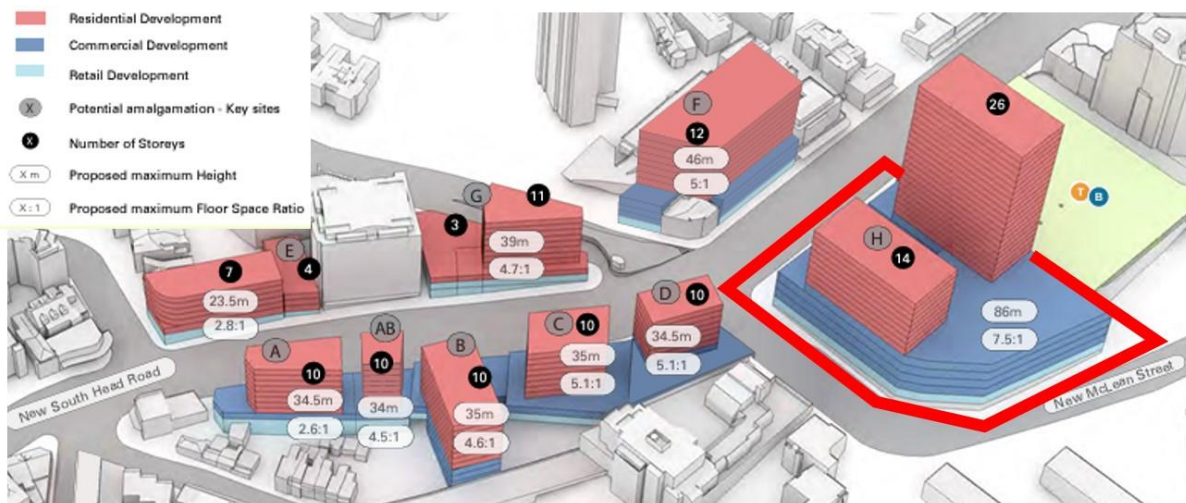 Residential Development
Commercial Development
Retail Development
X Potential amalgamation - Key sites
X Number of Storeys
X m Proposed maximum Height
X : 1 Proposed maximum Floor Space Ratio
F
12
46m
5:1
26
T B
G
11
3
39m
4.7:1
H
14
86m
7.5:1
E
7
4
23.5m
2.8:1
D
10
34.5m
5.1:1
C
10
35m
5.1:1
AB
10
34m
4.5:1
B
10
35m
4.6:1
A
10
34.5m
2.6:1
New South Head Road
New McLean Street